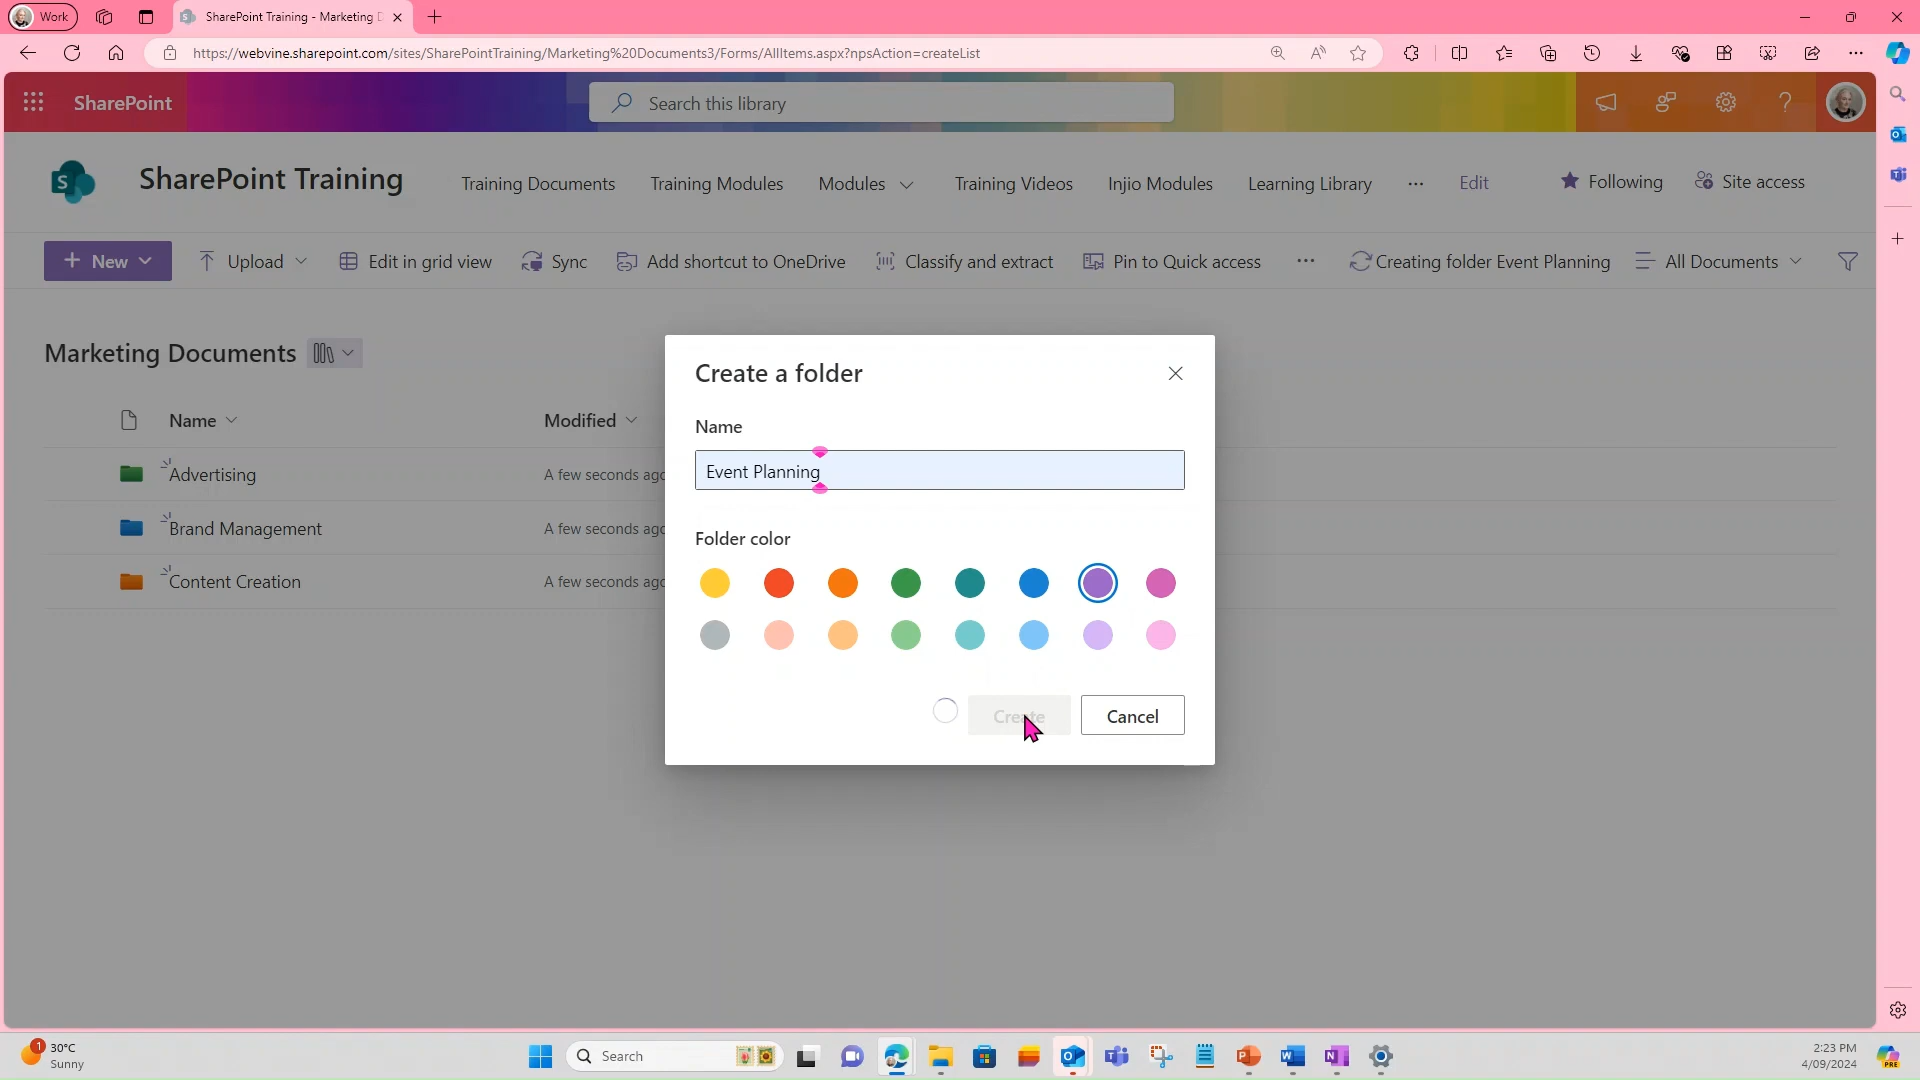 Work
SharePoint Training - Marketing D
https://webvine.sharepoint.com/sites/SharePointTraining/Marketing%20Documents3/Forms/AllItems.aspx?npsAction=createList
SharePoint
Search this library
S
SharePoint Training
Training Documents
Training Modules
Modules
Training Videos
Injio Modules
Learning Library
Edit
Following
Site access
New
Upload
Edit in grid view
Sync
Add shortcut to OneDrive
Classify and extract
Pin to Quick access
Creating folder Event Planning
All Documents
Marketing Documents
Name
Modified
Advertising
A few seconds ago
Brand Management
A few seconds ago
Content Creation
A few seconds ago
Create a folder
Name
Event Planning
Folder color
Create
Cancel
1
30°C
Sunny
Search
2:23 PM
4/09/2024
PRE